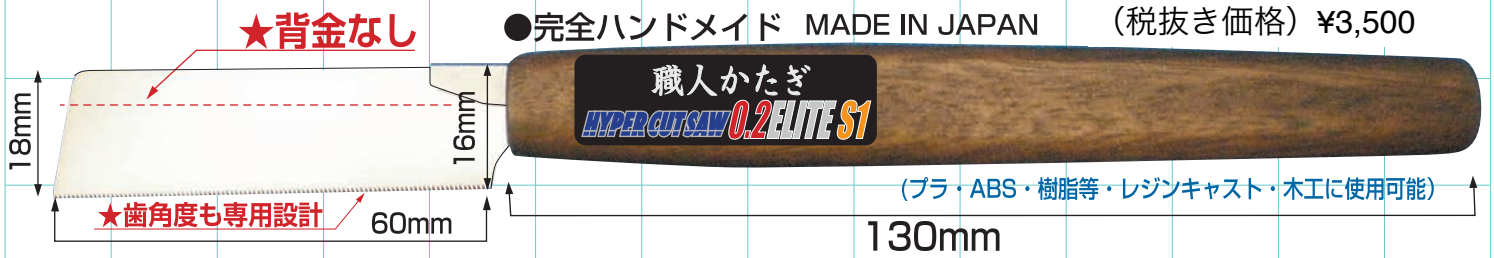 ★背金なし
●完全ハンドメイド MADE IN JAPAN
(税抜き価格)¥3,500
18mm
16mm
職人かたぎ
HYPER CUT SAW 0.2 ELITE S1
(プラ・ABS・樹脂等・レジンキャスト・木工に使用可能)
★歯角度も専用設計
60mm
130mm